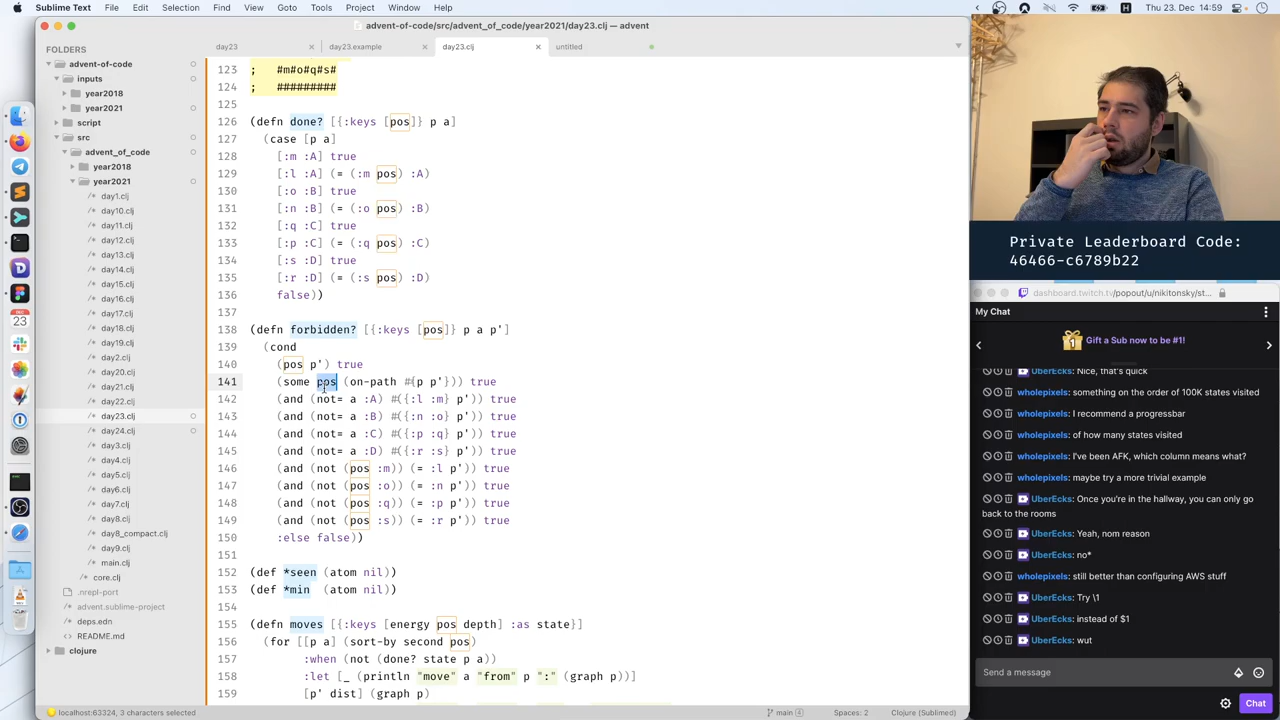 Sublime Text File Edit Selection Find View Goto Tools Project Window Help
Thu 23. Dec 14:59
advent-of-code/src/advent_of_code/year2021/day23.clj — advent
FOLDERS
advent-of-code
inputs
year2018
year2021
script
src
advent_of_code
year2018
year2021
day1.clj
day10.clj
day11.clj
day12.clj
day13.clj
day14.clj
day15.clj
day16.clj
day17.clj
day18.clj
day19.clj
day2.clj
day20.clj
day21.clj
day22.clj
day23.clj
day24.clj
day3.clj
day4.clj
day5.clj
day6.clj
day7.clj
day8.clj
day8_compact.clj
day9.clj
main.clj
core.clj
.nrepl-port
advent.sublime-project
deps.edn
README.md
clojure
day23 day23.example day23.clj untitled
123 ;   #m#o#q#s#
124 ;   #########
125
126 (defn done? [{:keys [pos]} p a]
127   (case [p a]
128     [:m :A] true
129     [:l :A] (= (:m pos) :A)
130     [:o :B] true
131     [:n :B] (= (:o pos) :B)
132     [:q :C] true
133     [:p :C] (= (:q pos) :C)
134     [:s :D] true
135     [:r :D] (= (:s pos) :D)
136     false))
137
138 (defn forbidden? [{:keys [pos]} p a p']
139   (cond
140     (pos p') true
141     (some pos (on-path #{p p'})) true
142     (and (not= a :A) #({:l :m} p')) true
143     (and (not= a :B) #({:n :o} p')) true
144     (and (not= a :C) #({:p :q} p')) true
145     (and (not= a :D) #({:r :s} p')) true
146     (and (not (pos :m)) (= :l p')) true
147     (and (not (pos :o)) (= :n p')) true
148     (and (not (pos :q)) (= :p p')) true
149     (and (not (pos :s)) (= :r p')) true
150     :else false))
151
152 (def *seen (atom nil))
153 (def *min  (atom nil))
154
155 (defn moves [{:keys [energy pos depth] :as state}]
156   (for [[p a] (sort-by second pos)
157         :when (not (done? state p a))
158         [_ (println "move" a "from" p ":" (graph p))]
159         [p' dist] (graph p)
localhost:63324, 3 characters selected
main 4 Spaces: 2 Clojure (Sublimed)
DEC
23
Private Leaderboard Code:
46466-c6789b22
dashboard.twitch.tv/popout/u/nikitonsky/st...
My Chat
1
Gift a Sub now to be #1!
UberEcks: Nice, that's quick
wholepixels: something on the order of 100K states visited
wholepixels: I recommend a progressbar
wholepixels: of how many states visited
wholepixels: I've been AFK, which column means what?
wholepixels: maybe try a more trivial example
UberEcks: Once you're in the hallway, you can only go
back to the rooms
UberEcks: Yeah, nom reason
UberEcks: no*
wholepixels: still better than configuring AWS stuff
UberEcks: Try \1
UberEcks: instead of $1
UberEcks: wut
Send a message
Chat